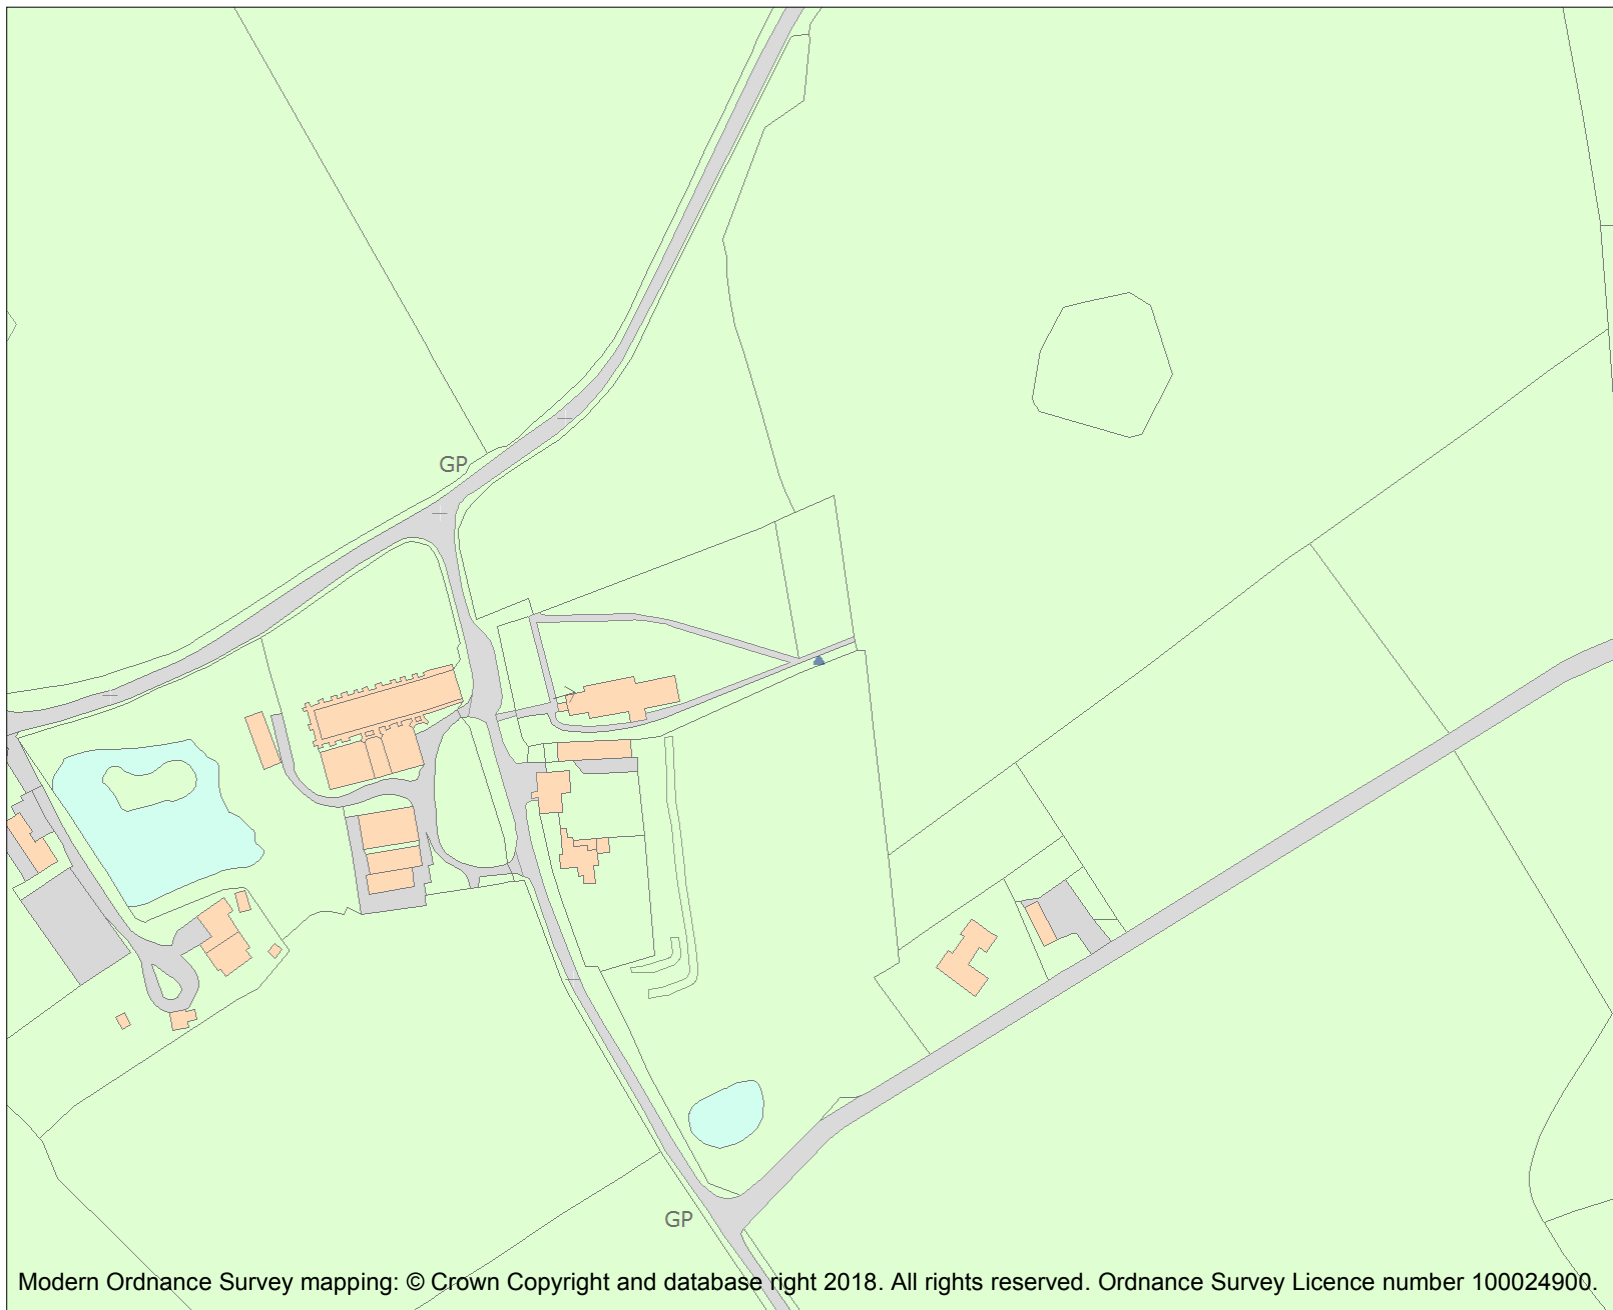 GP
GP
Modern Ordnance Survey mapping: © Crown Copyright and database right 2018. All rights reserved. Ordnance Survey Licence number 100024900.